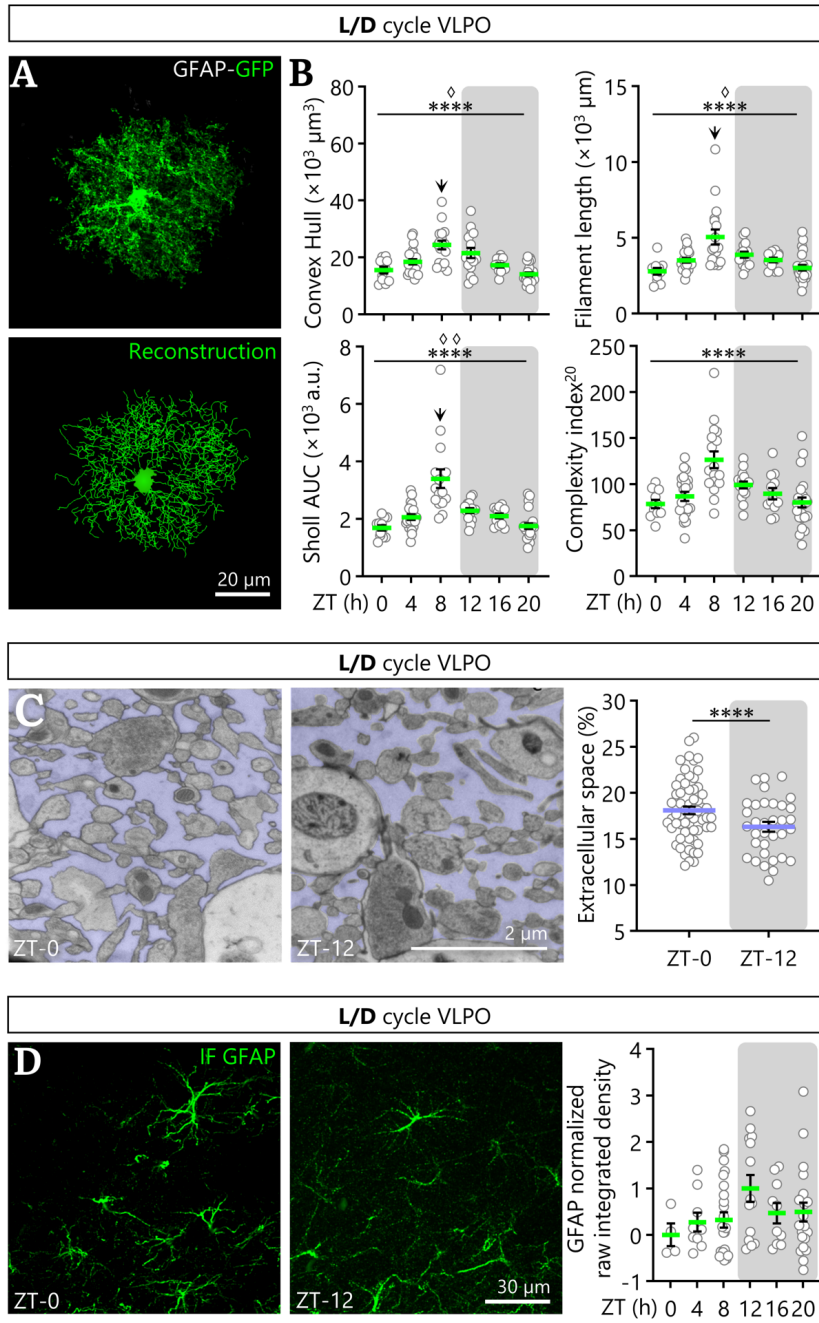 L/D cycle VLPO
A
GFAP-GFP
Reconstruction
20 µm
B
Convex Hull (×10³ µm³)
80
60
40
20
0
◊
****
Filament length (×10³ µm)
15
10
5
0
◊
****
Sholl AUC (×10³ a.u.)
8
6
4
2
0
◊ ◊
****
ZT (h) 0 4 8 12 16 20
Complexity index²⁰
250
200
150
100
50
0
****
0 4 8 12 16 20
L/D cycle VLPO
C
ZT-0
ZT-12
2 µm
Extracellular space (%)
30
25
20
15
10
5
****
ZT-0 ZT-12
L/D cycle VLPO
D
IF GFAP
ZT-0
ZT-12
30 µm
GFAP normalized
raw integrated density
4
3
2
1
0
-1
ZT (h) 0 4 8 12 16 20